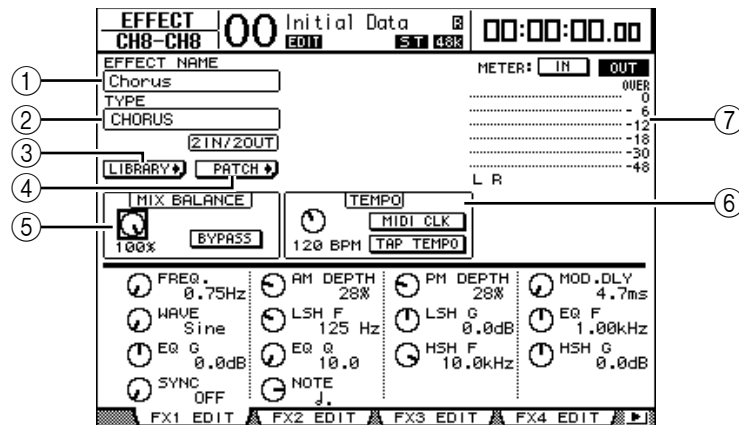 EFFECT
CH8-CH8
00 Initial Data R
EDIT ST 48k
00:00:00.00
EFFECT NAME
Chorus
TYPE
CHORUS
2IN/20UT
LIBRARY PATCH
METER: IN OUT
OVER
0
- 6
-12
-18
-30
-48
L R
MIX BALANCE
100% BYPASS
TEMPO
MIDI CLK
120 BPM TAP TEMPO
FREQ. 0.75Hz
AM DEPTH 28%
PM DEPTH 28%
MOD.DLY 4.7ms
WAVE Sine
LSH F 125 Hz
LSH G 0.0dB
EQ F 1.00kHz
EQ G 0.0dB
EQ Q 10.0
HSH F 10.0kHz
HSH G 0.0dB
SYNC OFF
NOTE ♩.
FX1 EDIT FX2 EDIT FX3 EDIT FX4 EDIT
1
2
3
4
5
6
7